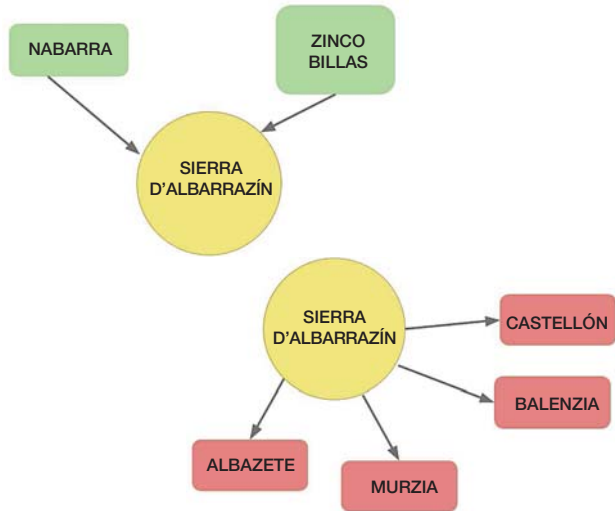 NABARRA
ZINCO
BILLAS
SIERRA
D'ALBARRAZÍN
SIERRA
D'ALBARRAZÍN
CASTELLÓN
BALENZIA
ALBAZETE
MURZIA